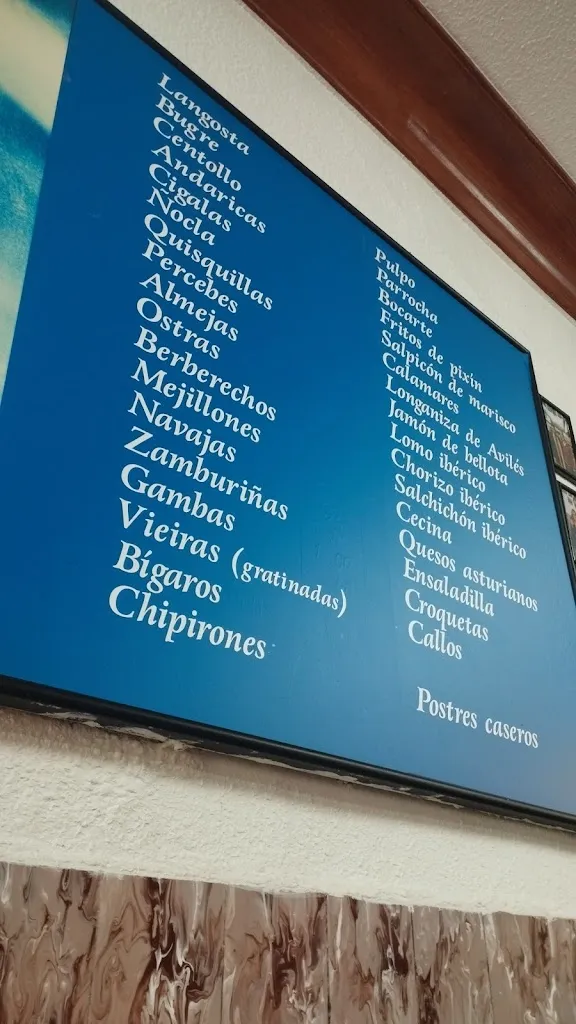 Langosta
Bugre
Centollo
Andaricas
Cigalas
Ñocla
Quisquillas
Percebes
Almejas
Ostras
Berberechos
Mejillones
Navajas
Zamburiñas
Gambas
Vieiras (gratinadas)
Bígaros
Chipirones
Pulpo
Parrocha
Bocarte
Fritos de pixín
Salpicón de marisco
Calamares
Longaniza de Avilés
Jamón de bellota
Lomo ibérico
Chorizo ibérico
Salchichón ibérico
Cecina
Quesos asturianos
Ensaladilla
Croquetas
Callos
Postres caseros